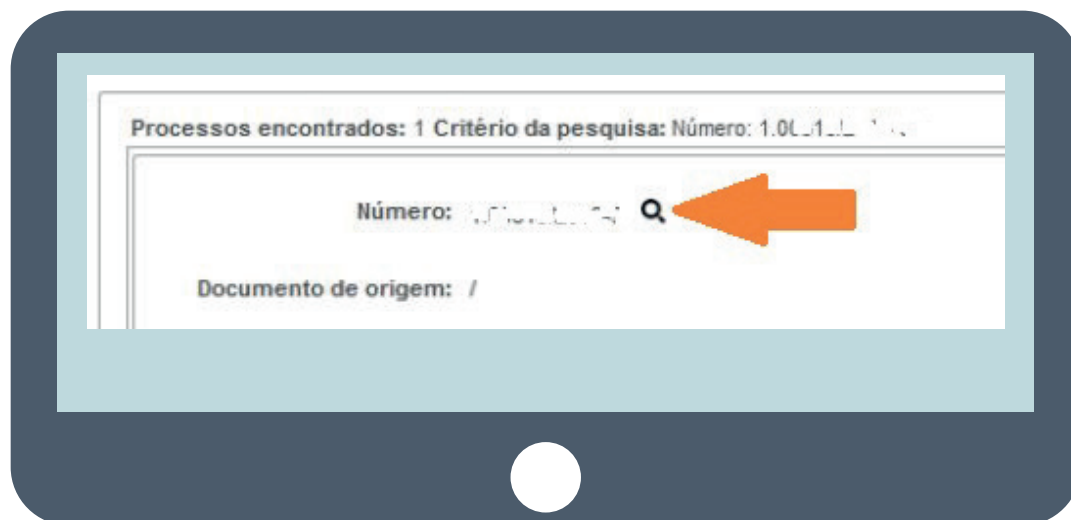 Processos encontrados: 1 Critério da pesquisa: Número:
Número:
Documento de origem: /